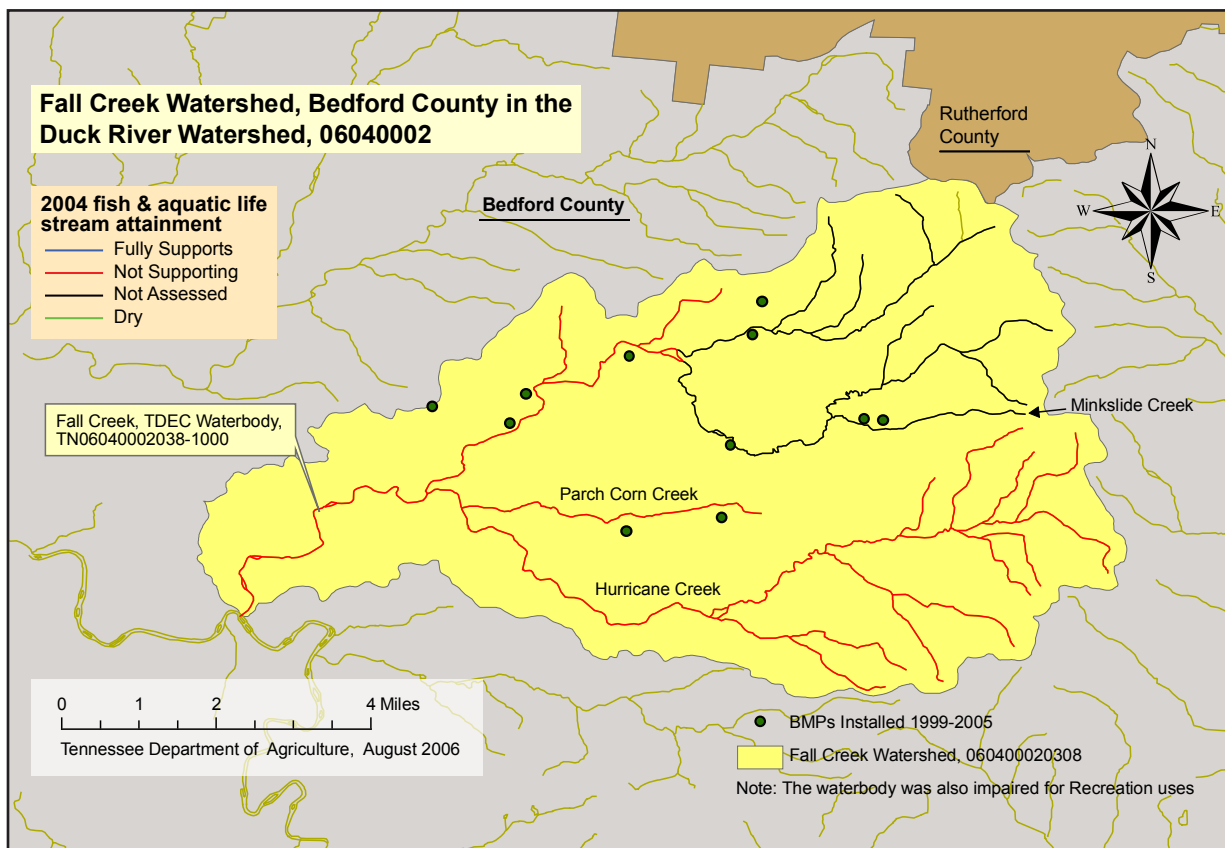 Fall Creek Watershed, Bedford County in the
Duck River Watershed, 06040002
Rutherford
County
N
W
E
S
2004 fish & aquatic life
stream attainment
Fully Supports
Not Supporting
Not Assessed
Dry
Bedford County
Fall Creek, TDEC Waterbody,
TN06040002038-1000
Minkslide Creek
Parch Corn Creek
Hurricane Creek
0 1 2 4 Miles
Tennessee Department of Agriculture, August 2006
BMPs Installed 1999-2005
Fall Creek Watershed, 060400020308
Note: The waterbody was also impaired for Recreation uses